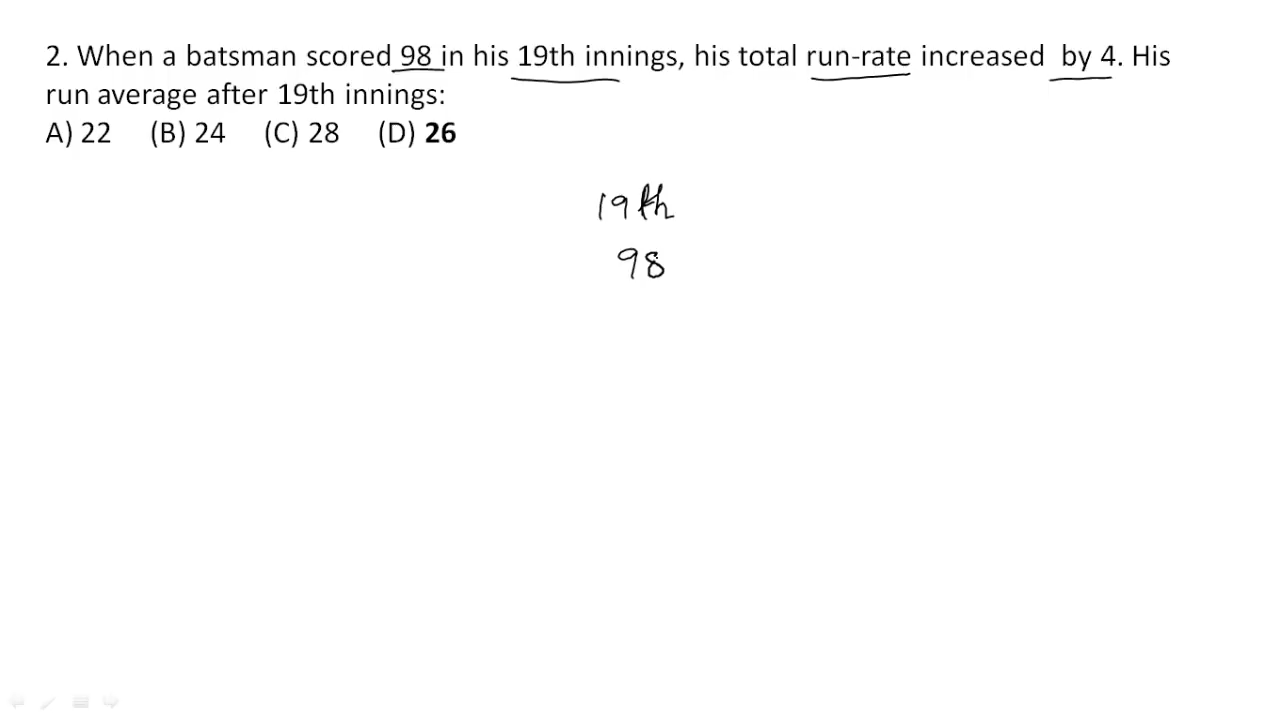 2. When a batsman scored 98 in his 19th innings, his total run-rate increased by 4. His
run average after 19th innings:
A) 22 (B) 24 (C) 28 (D) 26
19th
98